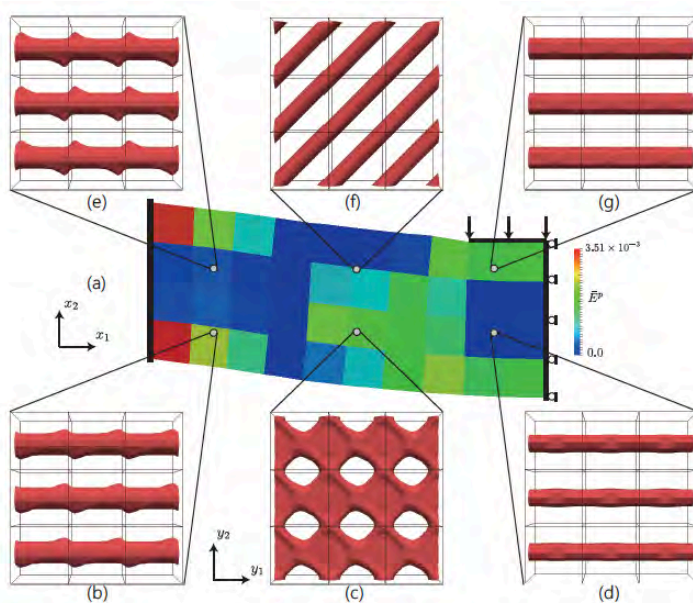 (e)
(f)
(g)
(a)
x₂
x₁
3.51 × 10⁻³
Ēᵖ
0.0
y₂
y₁
(b)
(c)
(d)